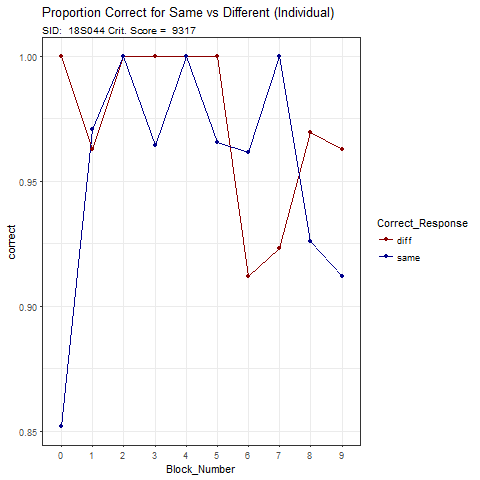 Proportion Correct for Same vs Different (Individual)
SID:  18S044 Crit. Score =  9317
1.00
0.95
0.90
0.85
correct
0 1 2 3 4 5 6 7 8 9
Block_Number
Correct_Response
diff
same